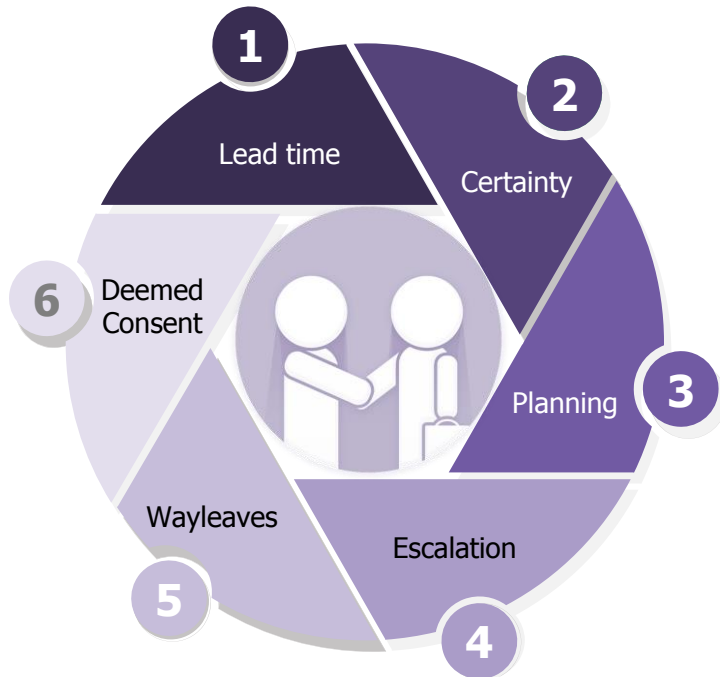 1
Lead time
2
Certainty
3
Planning
4
Escalation
5
Wayleaves
6
Deemed
Consent